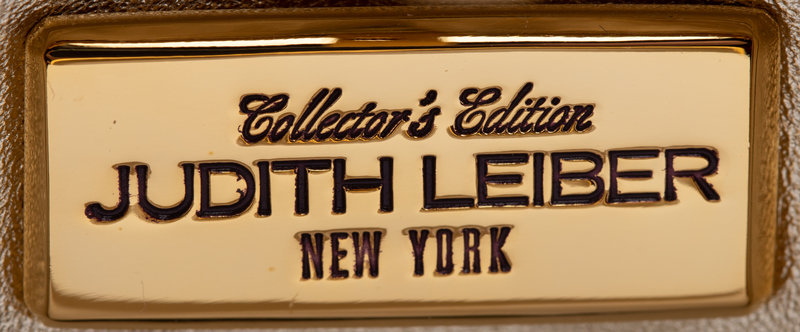 Collector's Edition
JUDITH LEIBER
NEW YORK